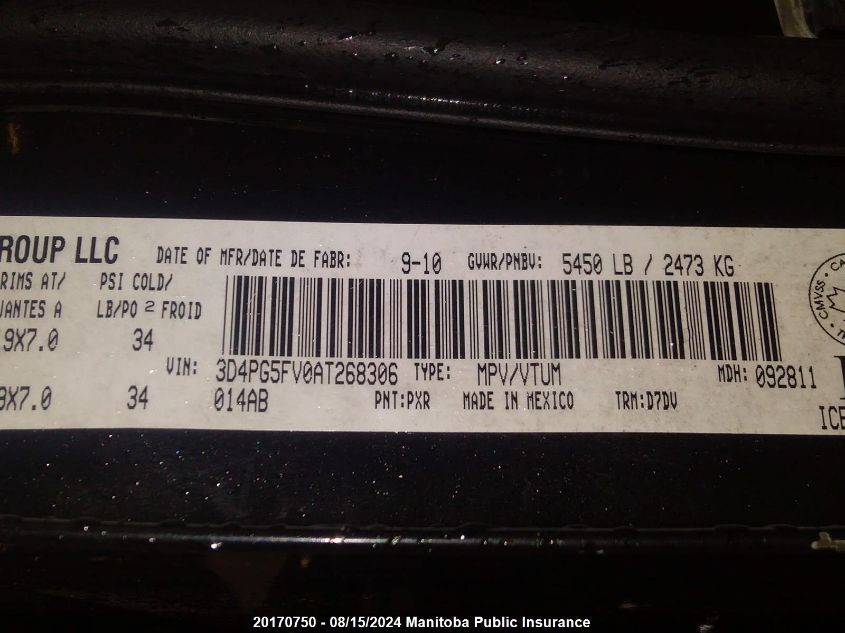 ROUP LLC DATE OF MFR/DATE DE FABR: 9-10 GVWR/PNBV: 5450 LB / 2473 KG
RIMS AT/ PSI COLD/
JANTES A LB/PO 2 FROID
9X7.0 34
VIN: 3D4PG5FV0AT268306 TYPE: MPV/VTUM MDH: 092811
X7.0 34 014AB PNT:PXR MADE IN MEXICO TRM:D7DV
CMVSS
20170750 - 08/15/2024 Manitoba Public Insurance